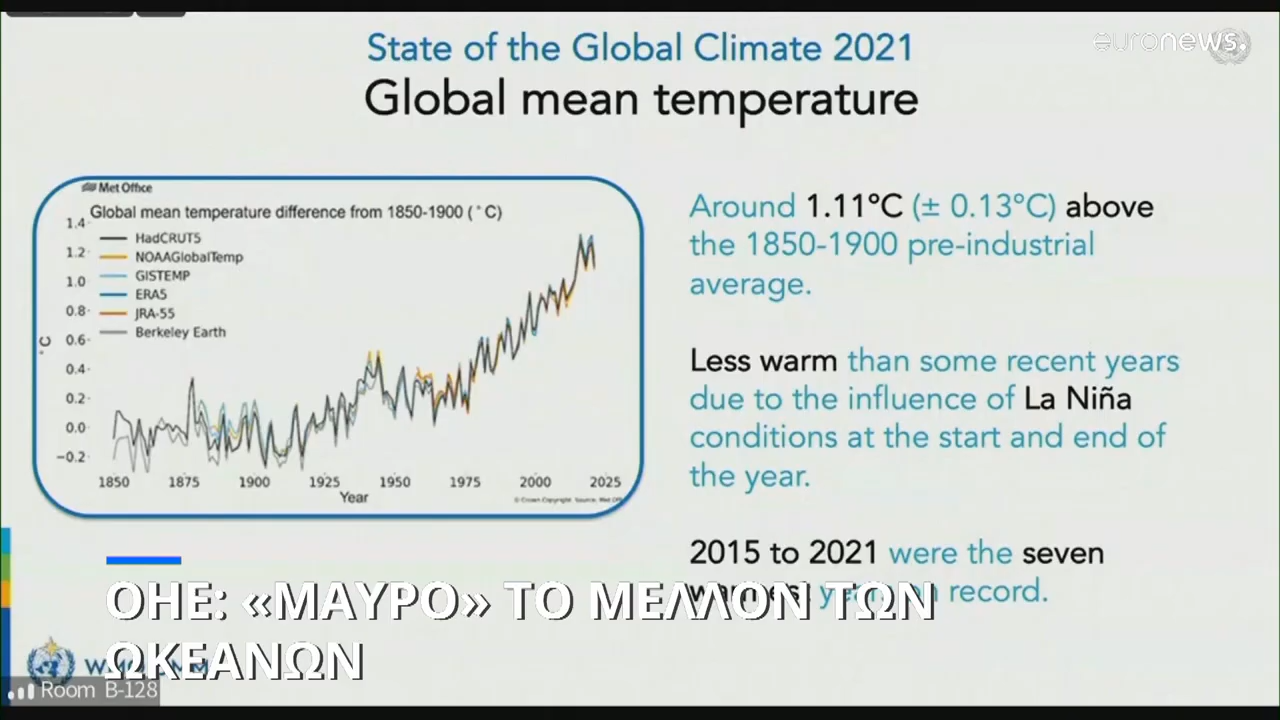 euronews.
State of the Global Climate 2021
Global mean temperature
Met Office
Global mean temperature difference from 1850-1900 (°C)
1.4
1.2
1.0
0.8
0.6
0.4
0.2
0.0
−0.2
°C
HadCRUT5
NOAAGlobalTemp
GISTEMP
ERA5
JRA-55
Berkeley Earth
1850 1875 1900 1925 1950 1975 2000 2025
Year
© Crown Copyright. Source: Met
Around 1.11°C (± 0.13°C) above
the 1850-1900 pre-industrial
average.
Less warm than some recent years
due to the influence of La Niña
conditions at the start and end of
the year.
2015 to 2021 were the seven
record.
ΟΗΕ: «ΜΑΥΡΟ» ΤΟ ΜΕΛΛΟΝ ΤΩΝ
ΩΚΕΑΝΩΝ
Room B-128